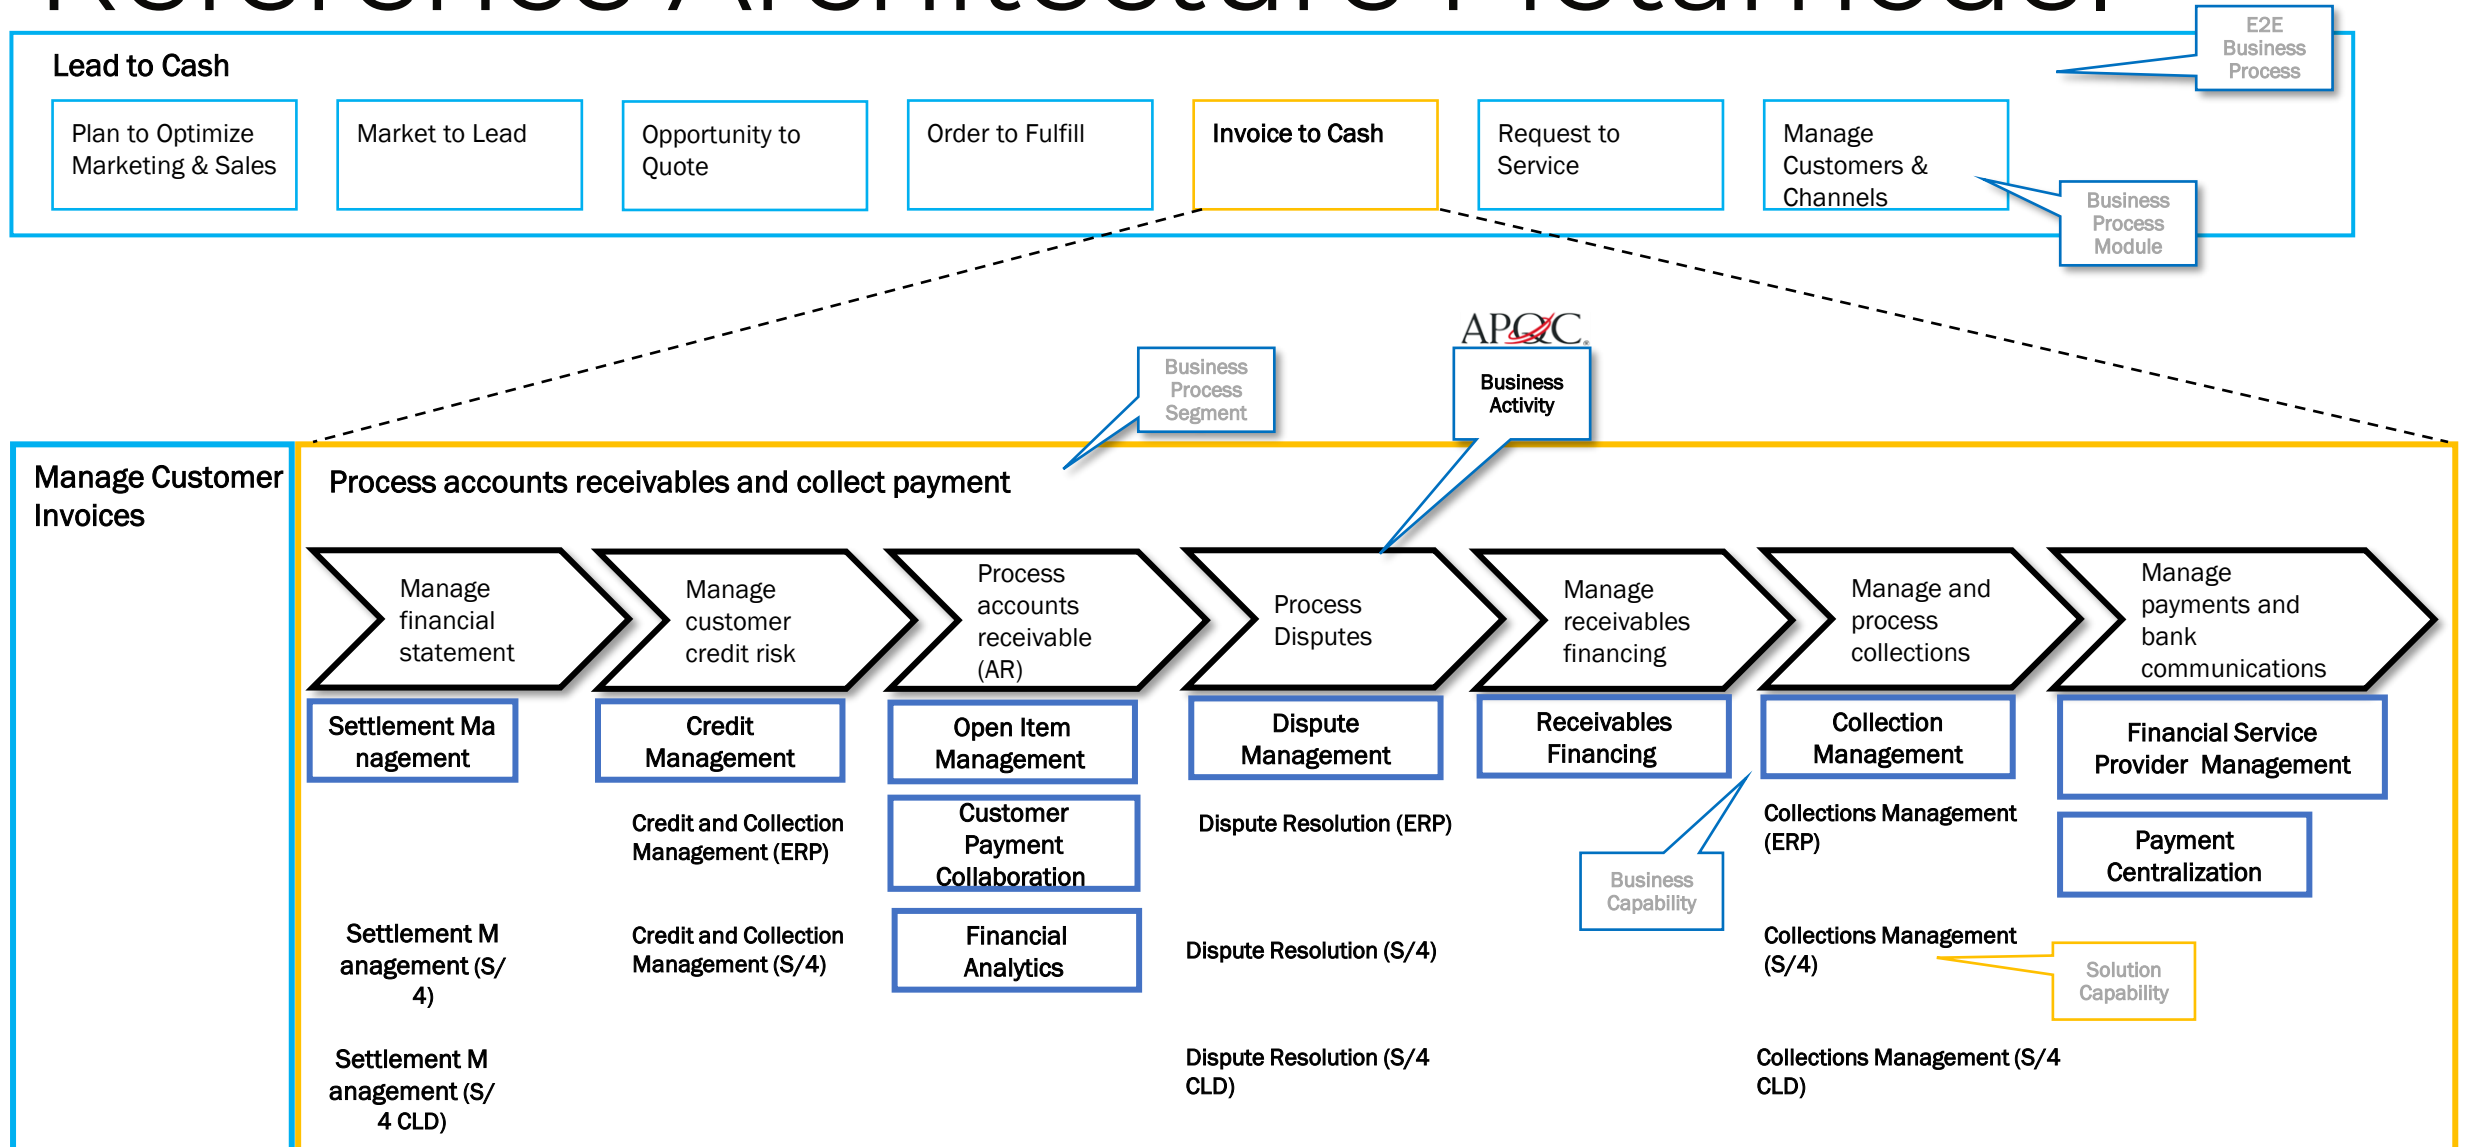 Reference Architecture Metamodel
E2E
Business
Process
Lead to Cash
Plan to Optimize
Marketing & Sales
Market to Lead
Opportunity to
Quote
Order to Fulfill
Invoice to Cash
Request to
Service
Manage
Customers &
Channels
Business
Process
Module
APQC
Business
Process
Segment
Business
Activity
Manage Customer
Invoices
Process accounts receivables and collect payment
Manage
financial
statement
Manage
customer
credit risk
Process
accounts
receivable
(AR)
Process
Disputes
Manage
receivables
financing
Manage and
process
collections
Manage
payments and
bank
communications
Settlement Ma
nagement
Credit
Management
Open Item
Management
Dispute
Management
Receivables
Financing
Collection
Management
Financial Service
Provider Management
Credit and Collection
Management (ERP)
Customer
Payment
Collaboration
Dispute Resolution (ERP)
Business
Capability
Collections Management
(ERP)
Payment
Centralization
Settlement M
anagement (S/
4)
Credit and Collection
Management (S/4)
Financial
Analytics
Dispute Resolution (S/4)
Collections Management
(S/4)
Solution
Capability
Settlement M
anagement (S/
4 CLD)
Dispute Resolution (S/4
CLD)
Collections Management (S/4
CLD)